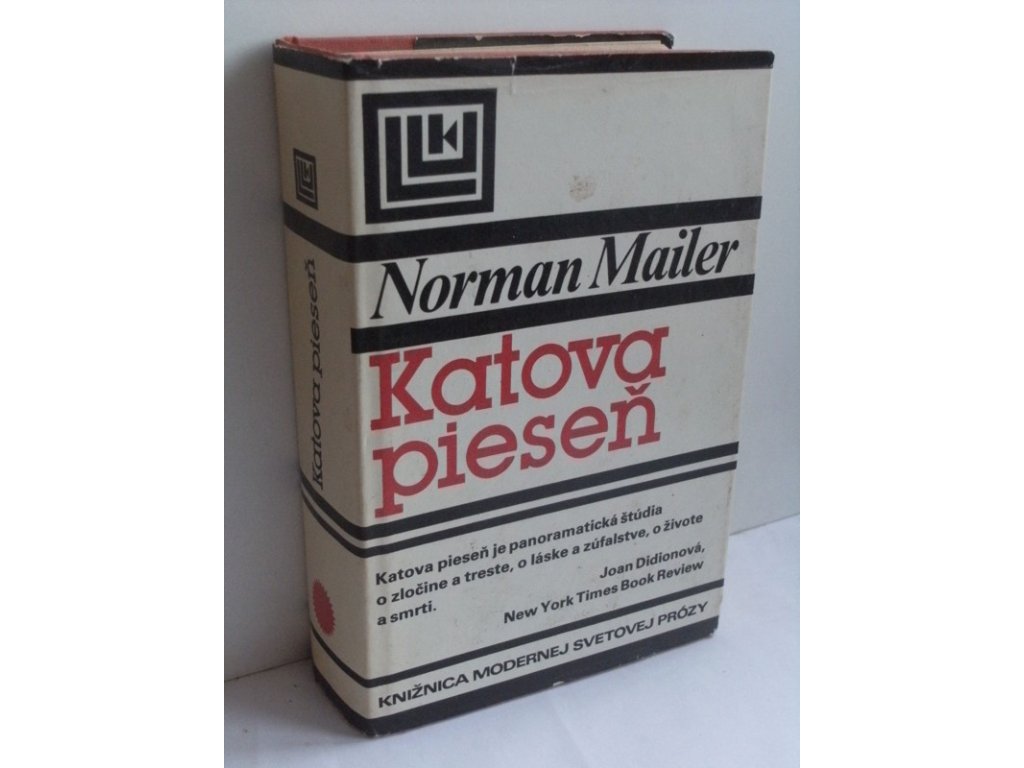 Norman Mailer
Katova
pieseň
Katova pieseň je panoramatická štúdia
o zločine a treste, o láske a zúfalstve, o živote
a smrti.
Joan Didionová,
New York Times Book Review
KNIŽNICA MODERNEJ SVETOVEJ PRÓZY
katova pieseň